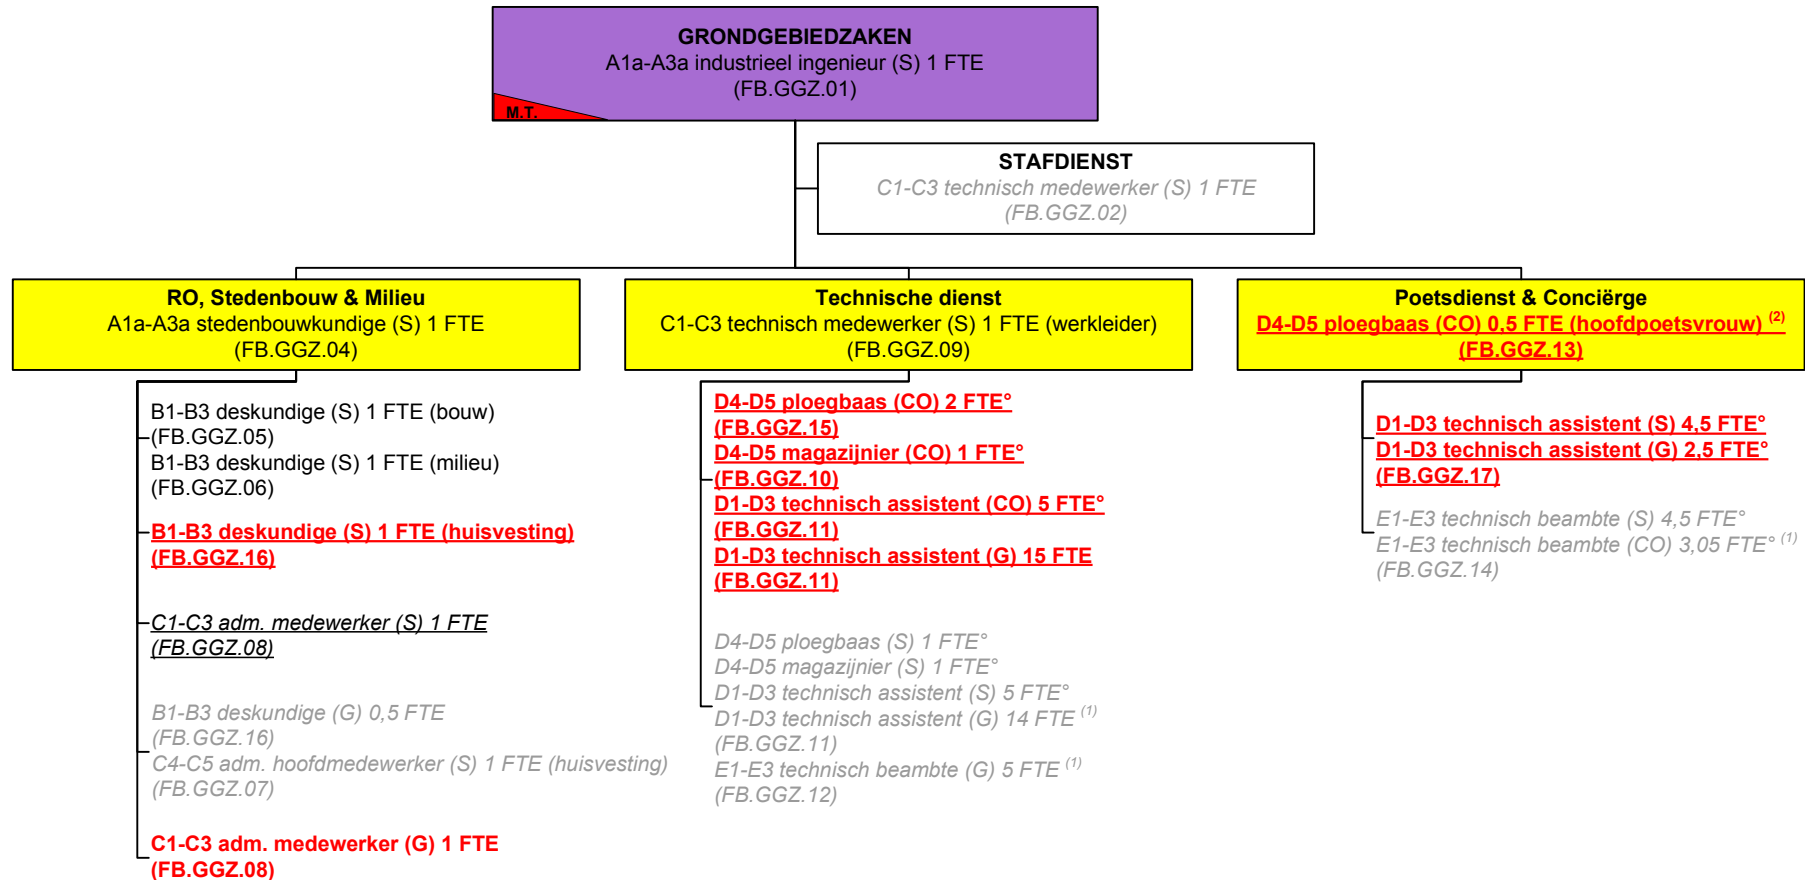 GRONDGEBIEDZAKEN
A1a-A3a industrieel ingenieur (S) 1 FTE
(FB.GGZ.01)
M.T.
STAFDIENST
C1-C3 technisch medewerker (S) 1 FTE
(FB.GGZ.02)
RO, Stedenbouw & Milieu
A1a-A3a stedenbouwkundige (S) 1 FTE
(FB.GGZ.04)
B1-B3 deskundige (S) 1 FTE (bouw)
(FB.GGZ.05)
B1-B3 deskundige (S) 1 FTE (milieu)
(FB.GGZ.06)
B1-B3 deskundige (S) 1 FTE (huisvesting)
(FB.GGZ.16)
C1-C3 adm. medewerker (S) 1 FTE
(FB.GGZ.08)
B1-B3 deskundige (G) 0,5 FTE
(FB.GGZ.16)
C4-C5 adm. hoofdmedewerker (S) 1 FTE (huisvesting)
(FB.GGZ.07)
C1-C3 adm. medewerker (G) 1 FTE
(FB.GGZ.08)
Technische dienst
C1-C3 technisch medewerker (S) 1 FTE (werkleider)
(FB.GGZ.09)
D4-D5 ploegbaas (CO) 2 FTE°
(FB.GGZ.15)
D4-D5 magazijnier (CO) 1 FTE°
(FB.GGZ.10)
D1-D3 technisch assistent (CO) 5 FTE°
(FB.GGZ.11)
D1-D3 technisch assistent (G) 15 FTE
(FB.GGZ.11)
D4-D5 ploegbaas (S) 1 FTE°
D4-D5 magazijnier (S) 1 FTE°
D1-D3 technisch assistent (S) 5 FTE°
D1-D3 technisch assistent (G) 14 FTE (1)
(FB.GGZ.11)
E1-E3 technisch beambte (G) 5 FTE (1)
(FB.GGZ.12)
Poetsdienst & Conciërge
D4-D5 ploegbaas (CO) 0,5 FTE (hoofdpoetsvrouw) (2)
(FB.GGZ.13)
D1-D3 technisch assistent (S) 4,5 FTE°
D1-D3 technisch assistent (G) 2,5 FTE°
(FB.GGZ.17)
E1-E3 technisch beambte (S) 4,5 FTE°
E1-E3 technisch beambte (CO) 3,05 FTE° (1)
(FB.GGZ.14)